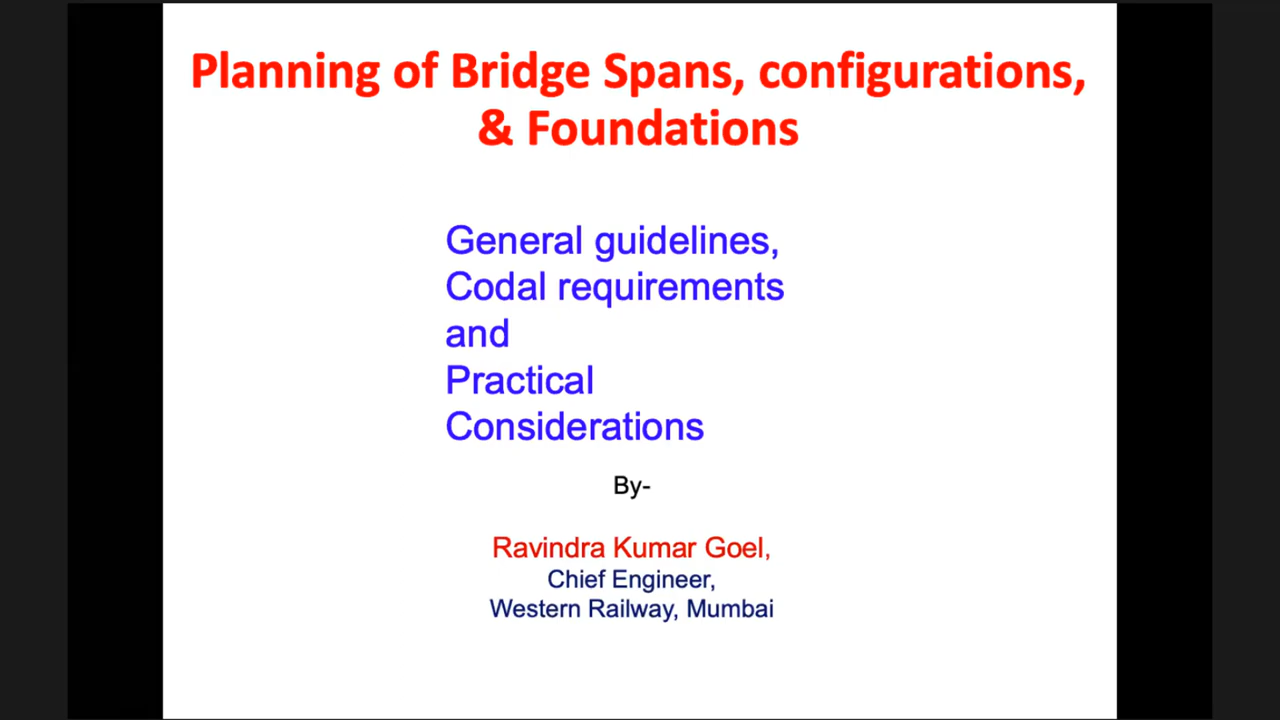 Planning of Bridge Spans, configurations,
& Foundations
General guidelines,
Codal requirements
and
Practical
Considerations
By-
Ravindra Kumar Goel,
Chief Engineer,
Western Railway, Mumbai